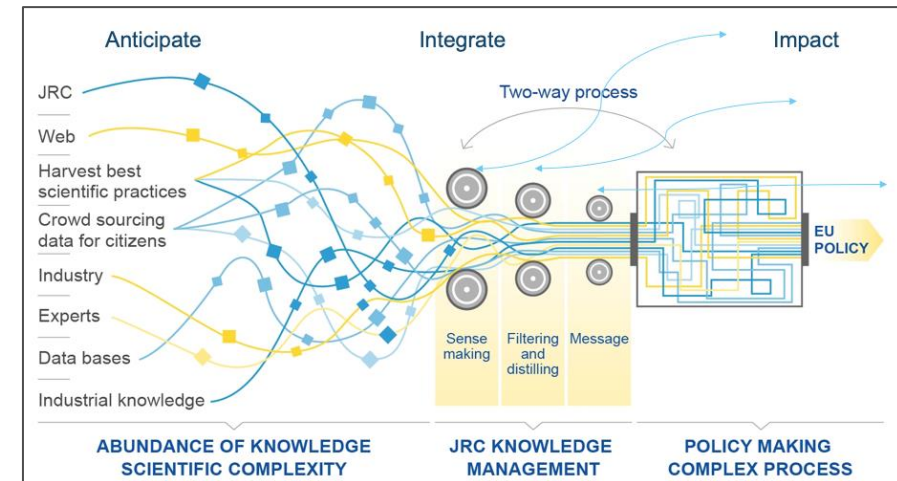 Anticipate
Integrate
Impact
Two-way process
JRC
Web
Harvest best
scientific practices
Crowd sourcing
data for citizens
Industry
Experts
Data bases
Industrial knowledge
Sense
making
Filtering
and
distilling
Message
EU
POLICY
ABUNDANCE OF KNOWLEDGE
SCIENTIFIC COMPLEXITY
JRC KNOWLEDGE
MANAGEMENT
POLICY MAKING
COMPLEX PROCESS